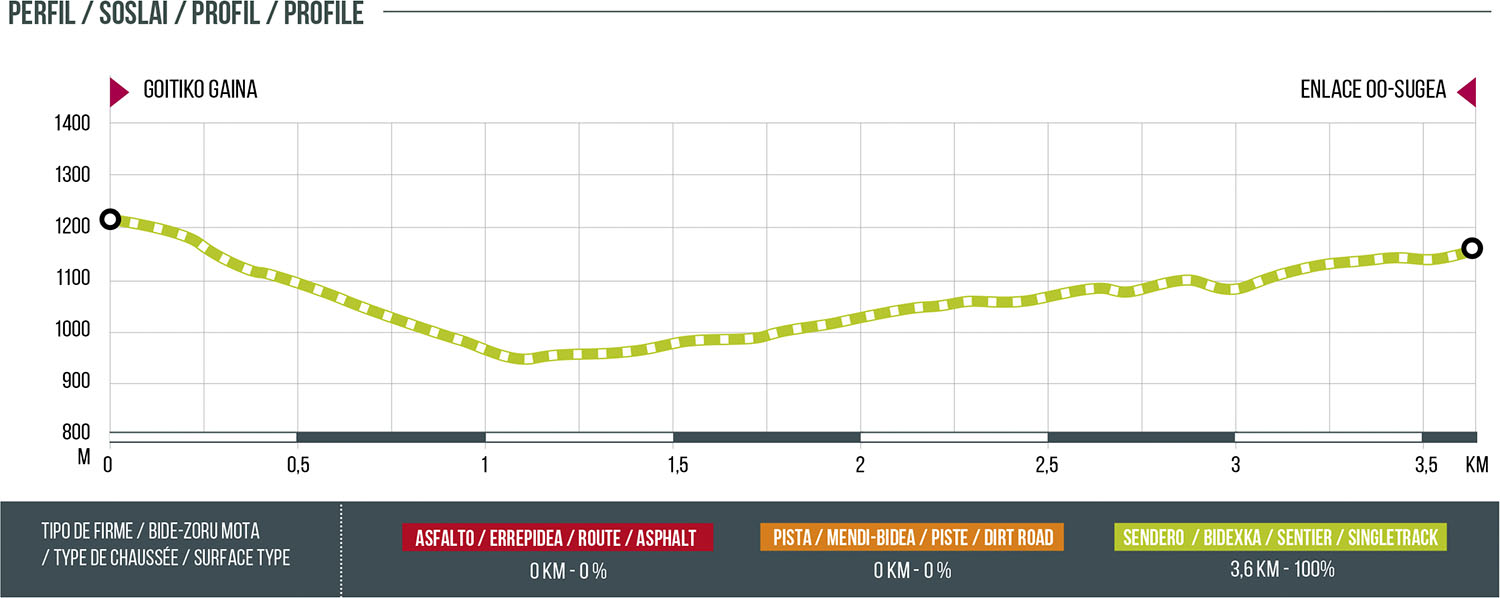 PERFIL / SOSLAI / PROFIL / PROFILE
GOITIKO GAINA
ENLACE OO-SUGEA
1400
1300
1200
1100
1000
900
800
M
0
0,5
1
1,5
2
2,5
3
3,5
KM
TIPO DE FIRME / BIDE-ZORU MOTA
/ TYPE DE CHAUSSÉE / SURFACE TYPE
ASFALTO / ERREPIDEA / ROUTE / ASPHALT
0 KM - 0 %
PISTA / MENDI-BIDEA / PISTE / DIRT ROAD
0 KM - 0 %
SENDERO / BIDEXKA / SENTIER / SINGLETRACK
3,6 KM - 100%